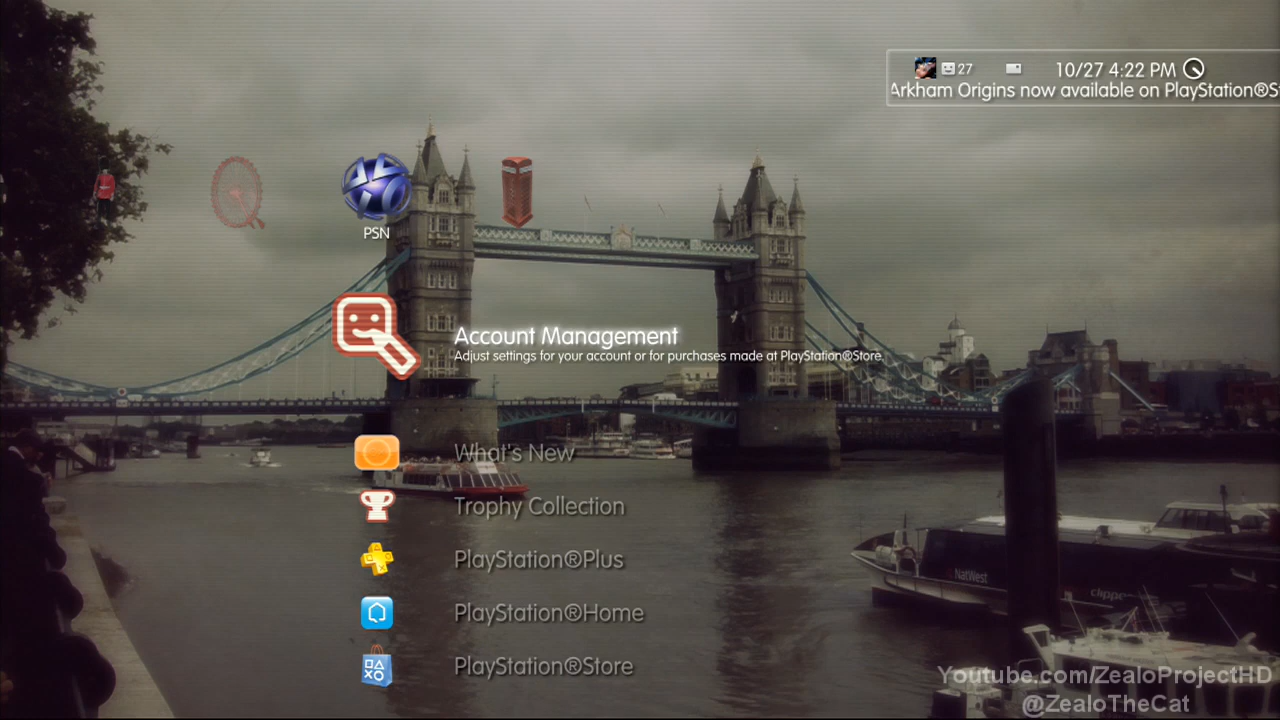 27 10/27 4:22 PM
Arkham Origins now available on PlayStation®S
PSN
Account Management
Adjust settings for your account or for purchases made at PlayStation®Store.
What's New
Trophy Collection
PlayStation®Plus
PlayStation®Home
PlayStation®Store
NatWest
clipper
Youtube.com/ZealoProjectHD
@ZealoTheCat